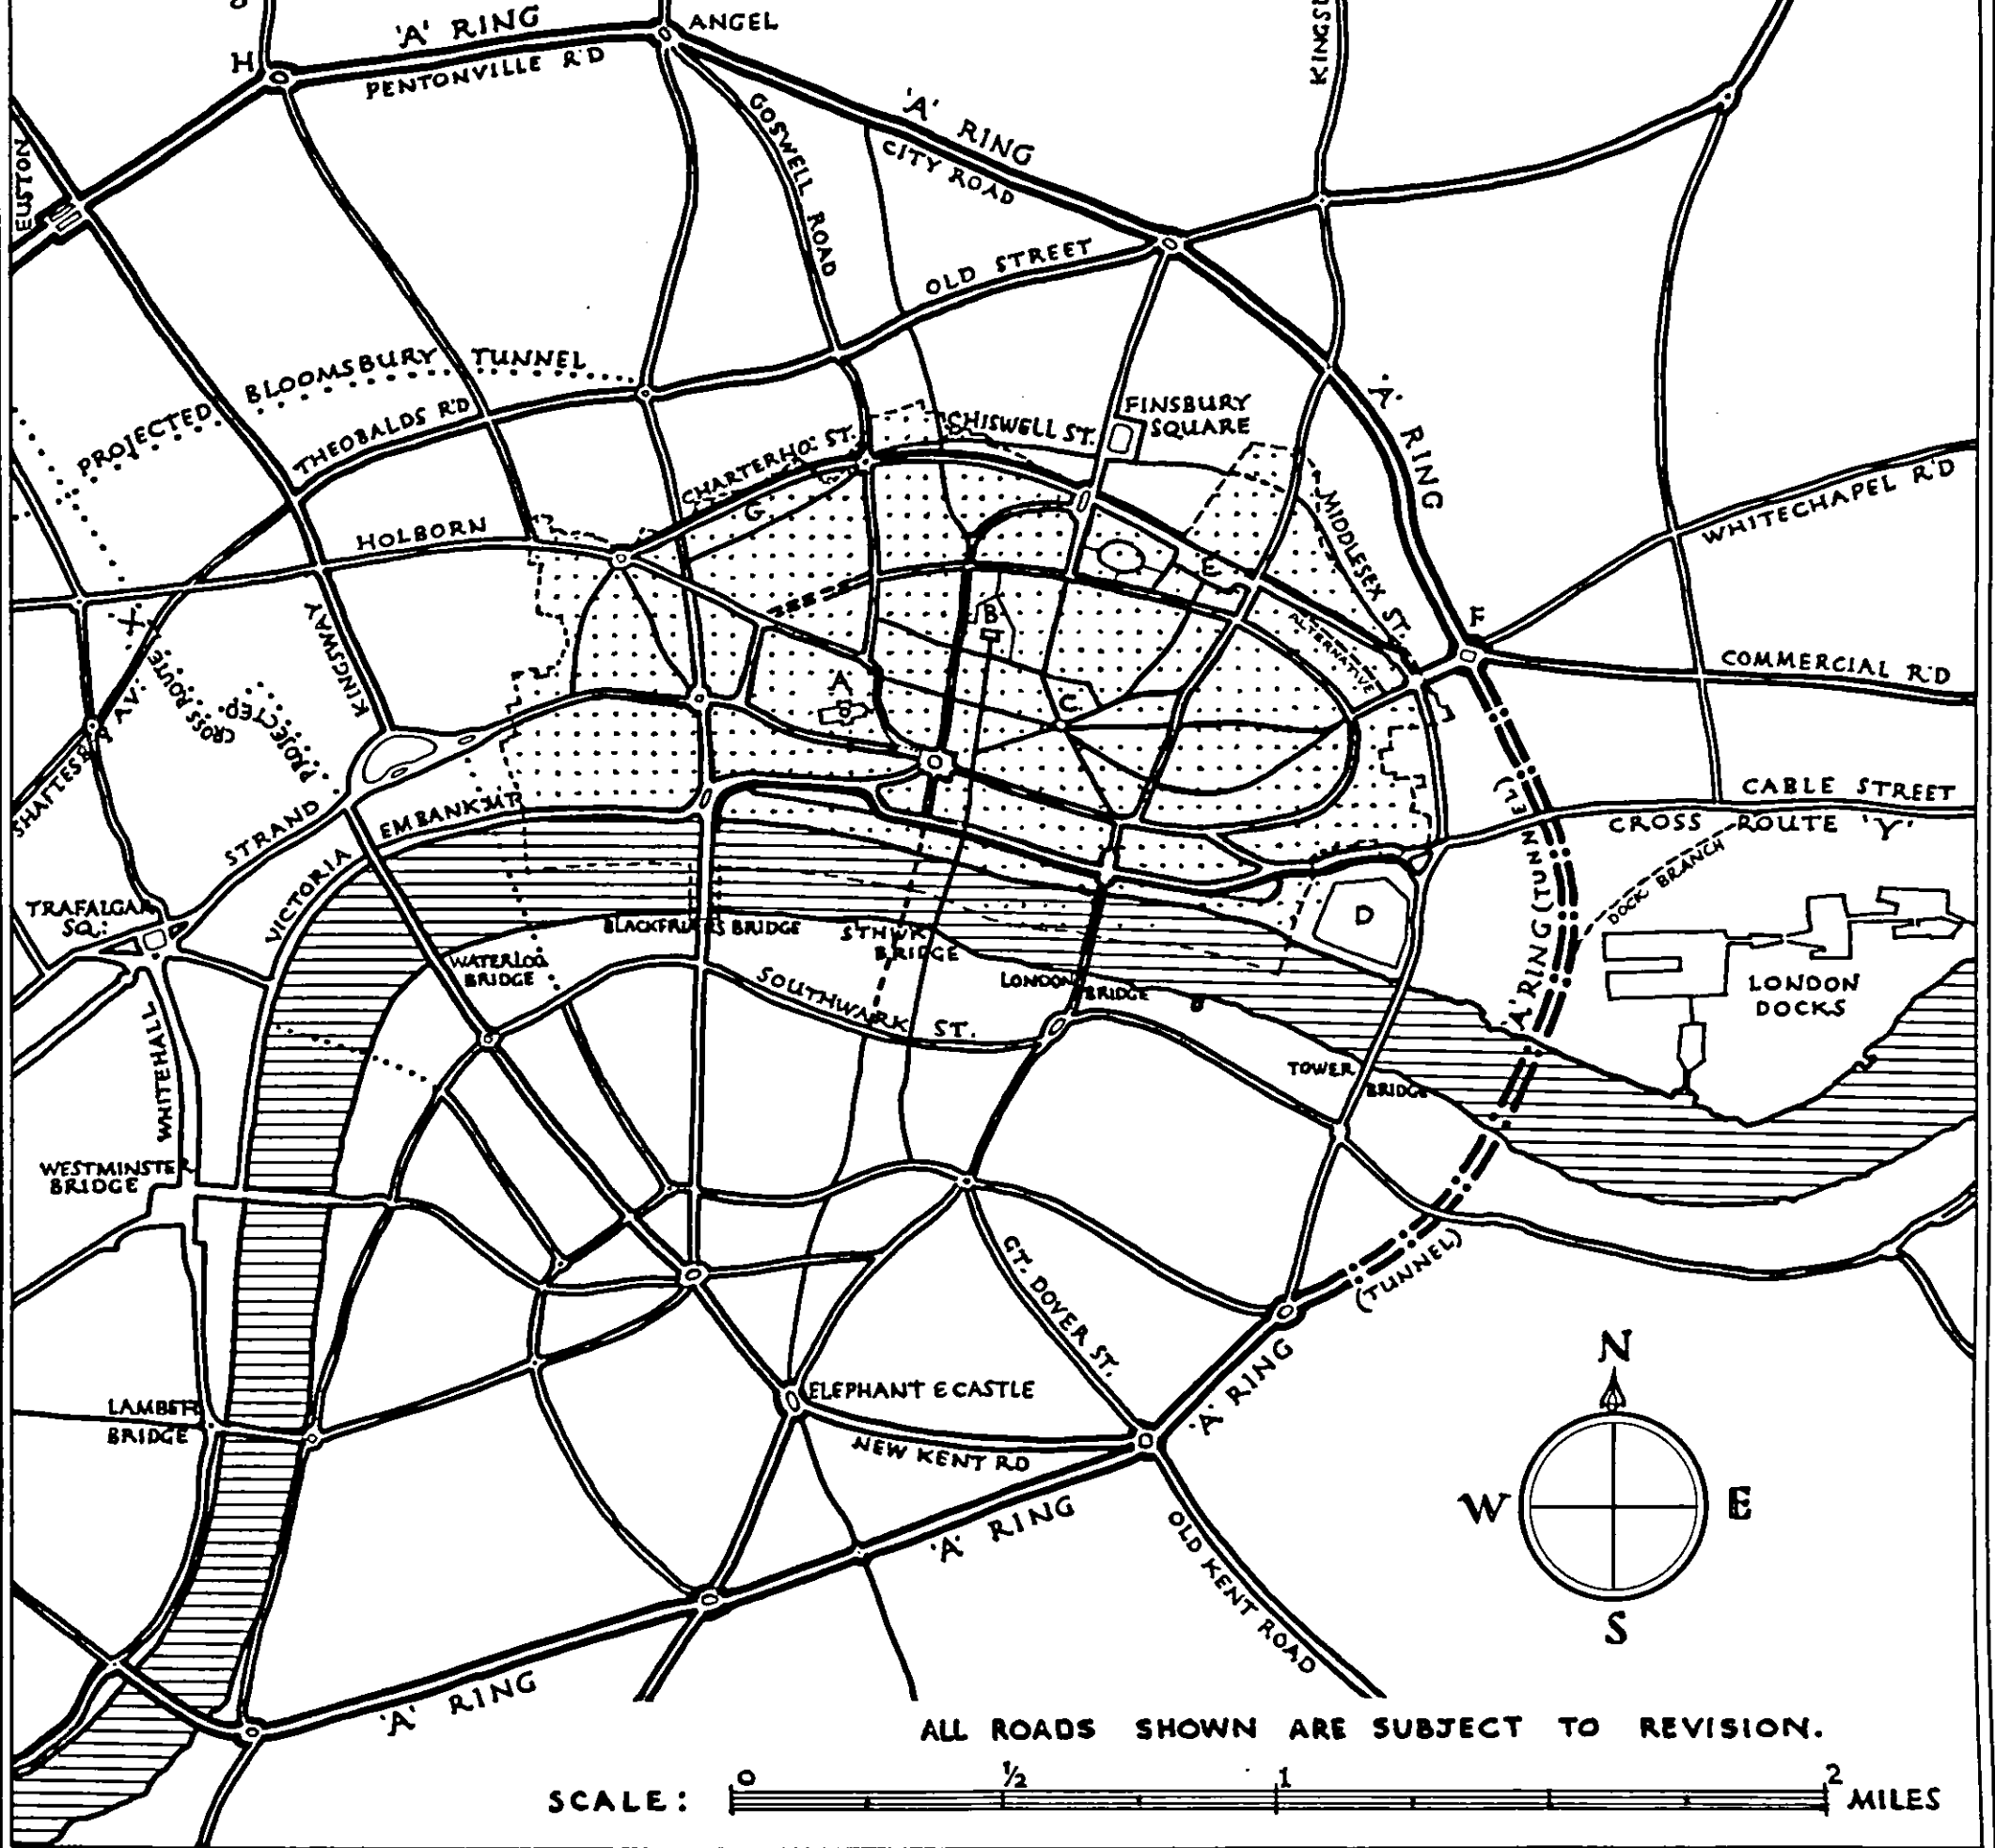 'A' RING
ANGEL
H
PENTONVILLE R'D
EUSTON
GOSWELL ROAD
'A' RING
CITY ROAD
OLD STREET
PROJECTED BLOOMSBURY TUNNEL
THEOBALDS R'D
CHARTERHO: ST.
CHISWELL ST.
FINSBURY
SQUARE
'A' RING
HOLBORN
G
MIDDLESEX ST.
WHITECHAPEL R'D
E
F
'X'
CROSS ROUTE
PROJECTED
KINGSWAY
B
ALTERNATIVE
A
C
COMMERCIAL R'D
AV.
STRAND
VICTORIA EMBANKMT
CABLE STREET
CROSS ROUTE 'Y'
(TUNNEL)
DOCK BRANCH
TRAFALGAR
SQ:
BLACKFRIARS BRIDGE
STHWK
BRIDGE
D
WATERLOO
BRIDGE
LONDON BRIDGE
SOUTHWARK ST.
'A' RING
LONDON
DOCKS
WHITEHALL
TOWER BRIDGE
WESTMINSTER
BRIDGE
(TUNNEL)
GT. DOVER ST.
'A' RING
ELEPHANT & CASTLE
NEW KENT RD
LAMBETH
BRIDGE
'A' RING
OLD KENT ROAD
N
W
E
S
'A' RING
ALL ROADS SHOWN ARE SUBJECT TO REVISION.
SCALE: 0 ½ 1 2 MILES